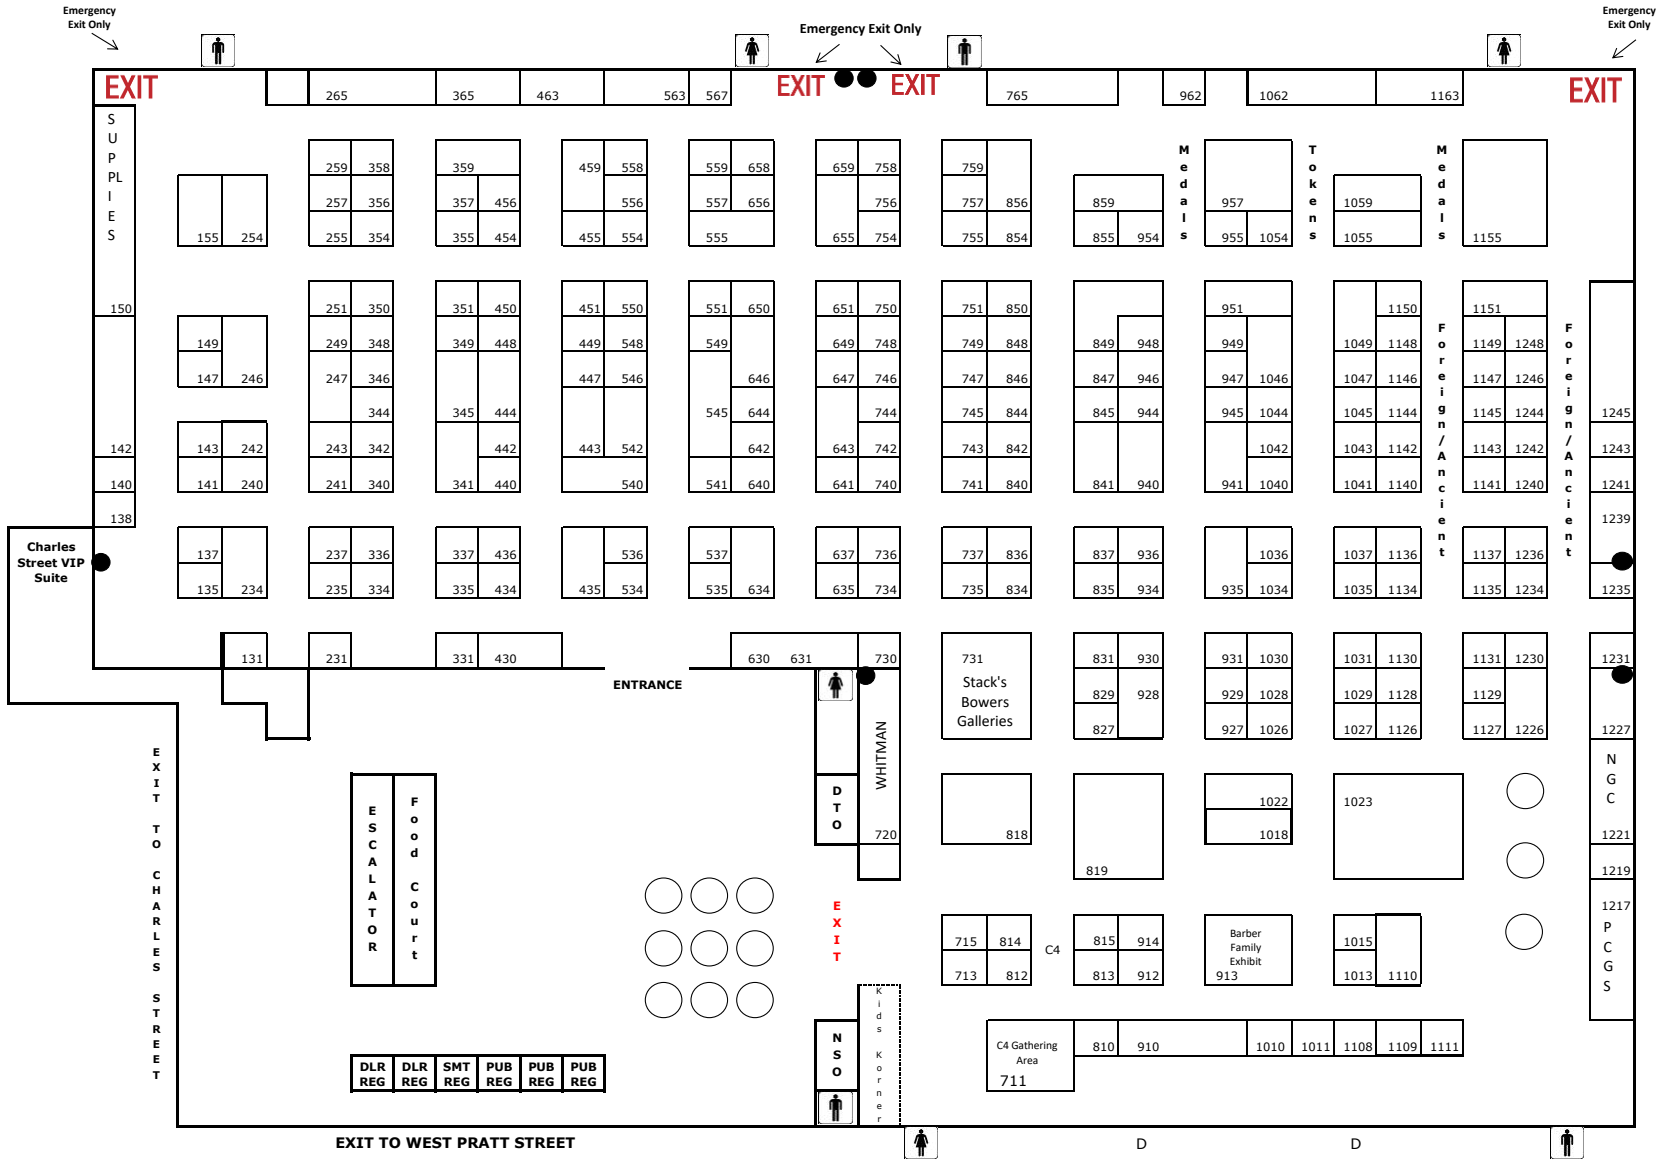 Emergency
Exit Only
Emergency Exit Only
Emergency
Exit Only
EXIT
EXIT
EXIT
EXIT
265 365 463 563 567 765 962 1062 1163
SUPPLIES
Medals
Tokens
Medals
259 358 359 459 558 559 658 659 758 759
257 356 357 456 556 557 656 756 757 856 859 957 1059
155 254 255 354 355 454 455 554 555 655 754 755 854 855 954 955 1054 1055 1155
150 251 350 351 450 451 550 551 650 651 750 751 850 951 1150 1151
Foreign/Ancient
Foreign/Ancient
149 249 348 349 448 449 548 549 649 748 749 848 849 948 949 1049 1148 1149 1248
147 246 247 346 447 546 646 647 746 747 846 847 946 947 1046 1047 1146 1147 1246
344 345 444 545 644 744 745 844 845 944 945 1044 1045 1144 1145 1244 1245
142 143 242 243 342 442 443 542 642 643 742 743 842 1042 1043 1142 1143 1242 1243
140 141 240 241 340 341 440 540 541 640 641 740 741 840 841 940 941 1040 1041 1140 1141 1240 1241
138 1239
Charles
Street VIP
Suite
137 237 336 337 436 536 537 637 736 737 836 837 936 1036 1037 1136 1137 1236
135 234 235 334 335 434 435 534 535 634 635 734 735 834 835 934 935 1034 1035 1134 1135 1234 1235
131 231 331 430 630 631 730 731 831 930 931 1030 1031 1130 1131 1230 1231
ENTRANCE
Stack's
Bowers
Galleries
829 928 929 1028 1029 1128 1129
827 927 1026 1027 1126 1127 1226 1227
WHITMAN
EXIT TO CHARLES STREET
ESCALATOR
Food Court
DTO
NGC
1022 1023
720 818 1018 1221
819 1219
EXIT
1217
PCGS
715 814 C4 815 914
Barber
Family
Exhibit
1015
713 812 813 912 913 1013 1110
Kids Korner
NSO
C4 Gathering
Area
711
810 910 1010 1011 1108 1109 1111
DLR
REG
DLR
REG
SMT
REG
PUB
REG
PUB
REG
PUB
REG
EXIT TO WEST PRATT STREET
D D